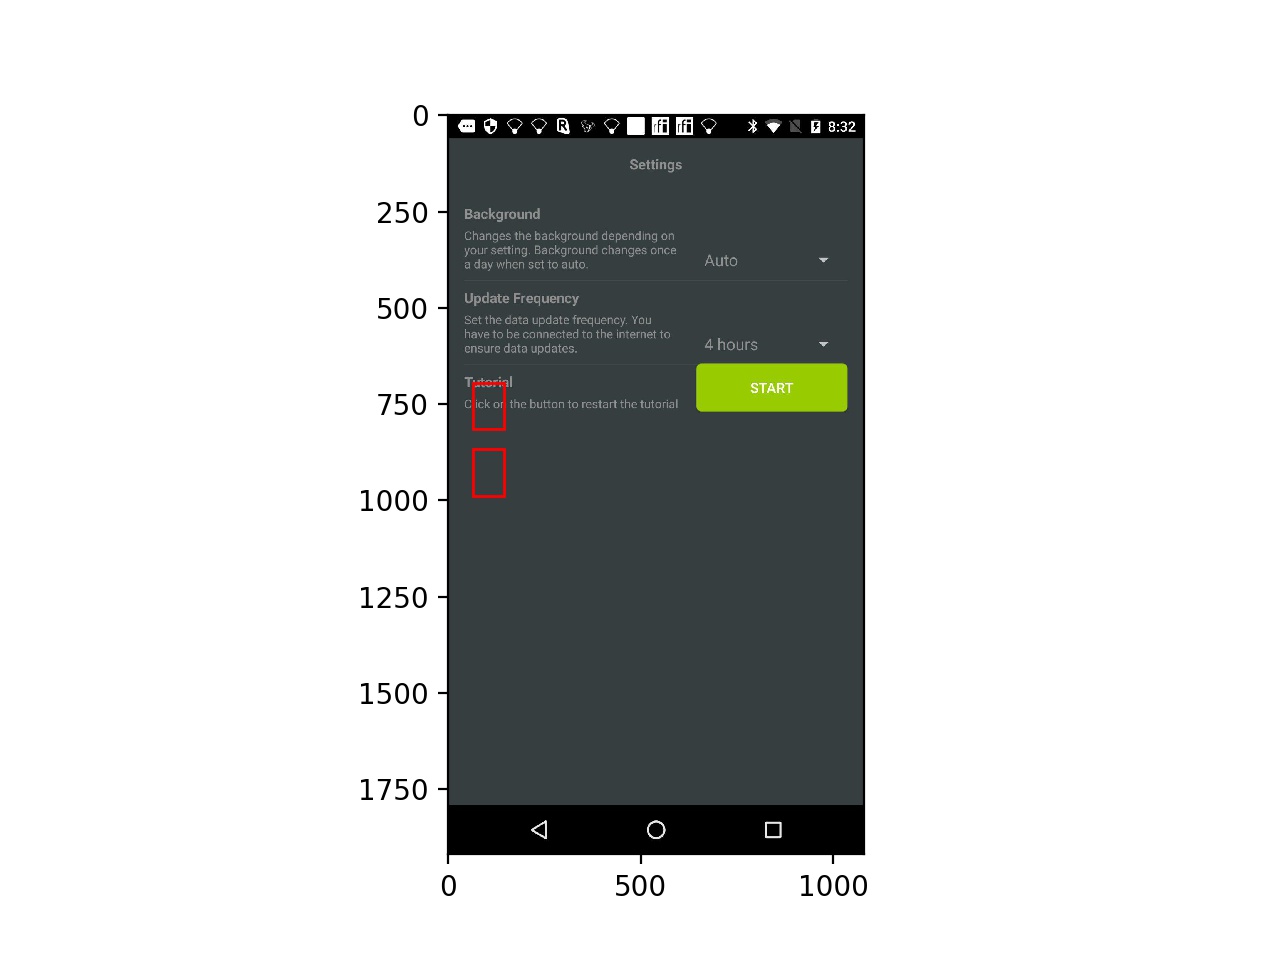 0
8:32
Settings
250
Background
Changes the background depending on
your setting. Background changes once
a day when set to auto.
Auto
500
Update Frequency
Set the data update frequency. You
have to be connected to the internet to
ensure data updates.
4 hours
Tutorial
START
750
Click on the button to restart the tutorial
1000
1250
1500
1750
0
500
1000